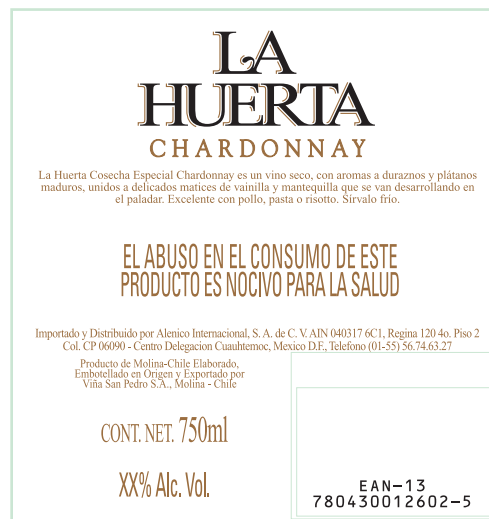 LA
HUERTA
CHARDONNAY
La Huerta Cosecha Especial Chardonnay es un vino seco, con aromas a duraznos y plátanos
maduros, unidos a delicados matices de vainilla y mantequilla que se van desarrollando en
el paladar. Excelente con pollo, pasta o risotto. Sírvalo frío.
EL ABUSO EN EL CONSUMO DE ESTE
PRODUCTO ES NOCIVO PARA LA SALUD
Importado y Distribuido por Alenico Internacional, S. A. de C. V. AIN 040317 6C1, Regina 120 4o. Piso 2
Col. CP 06090 - Centro Delegacion Cuauhtemoc, Mexico D.F., Telefono (01-55) 56.74.63.27
Producto de Molina-Chile Elaborado,
Embotellado en Origen y Exportado por
Viña San Pedro S.A., Molina - Chile
CONT. NET. 750ml
XX% Alc. Vol.
EAN-13
780430012602-5